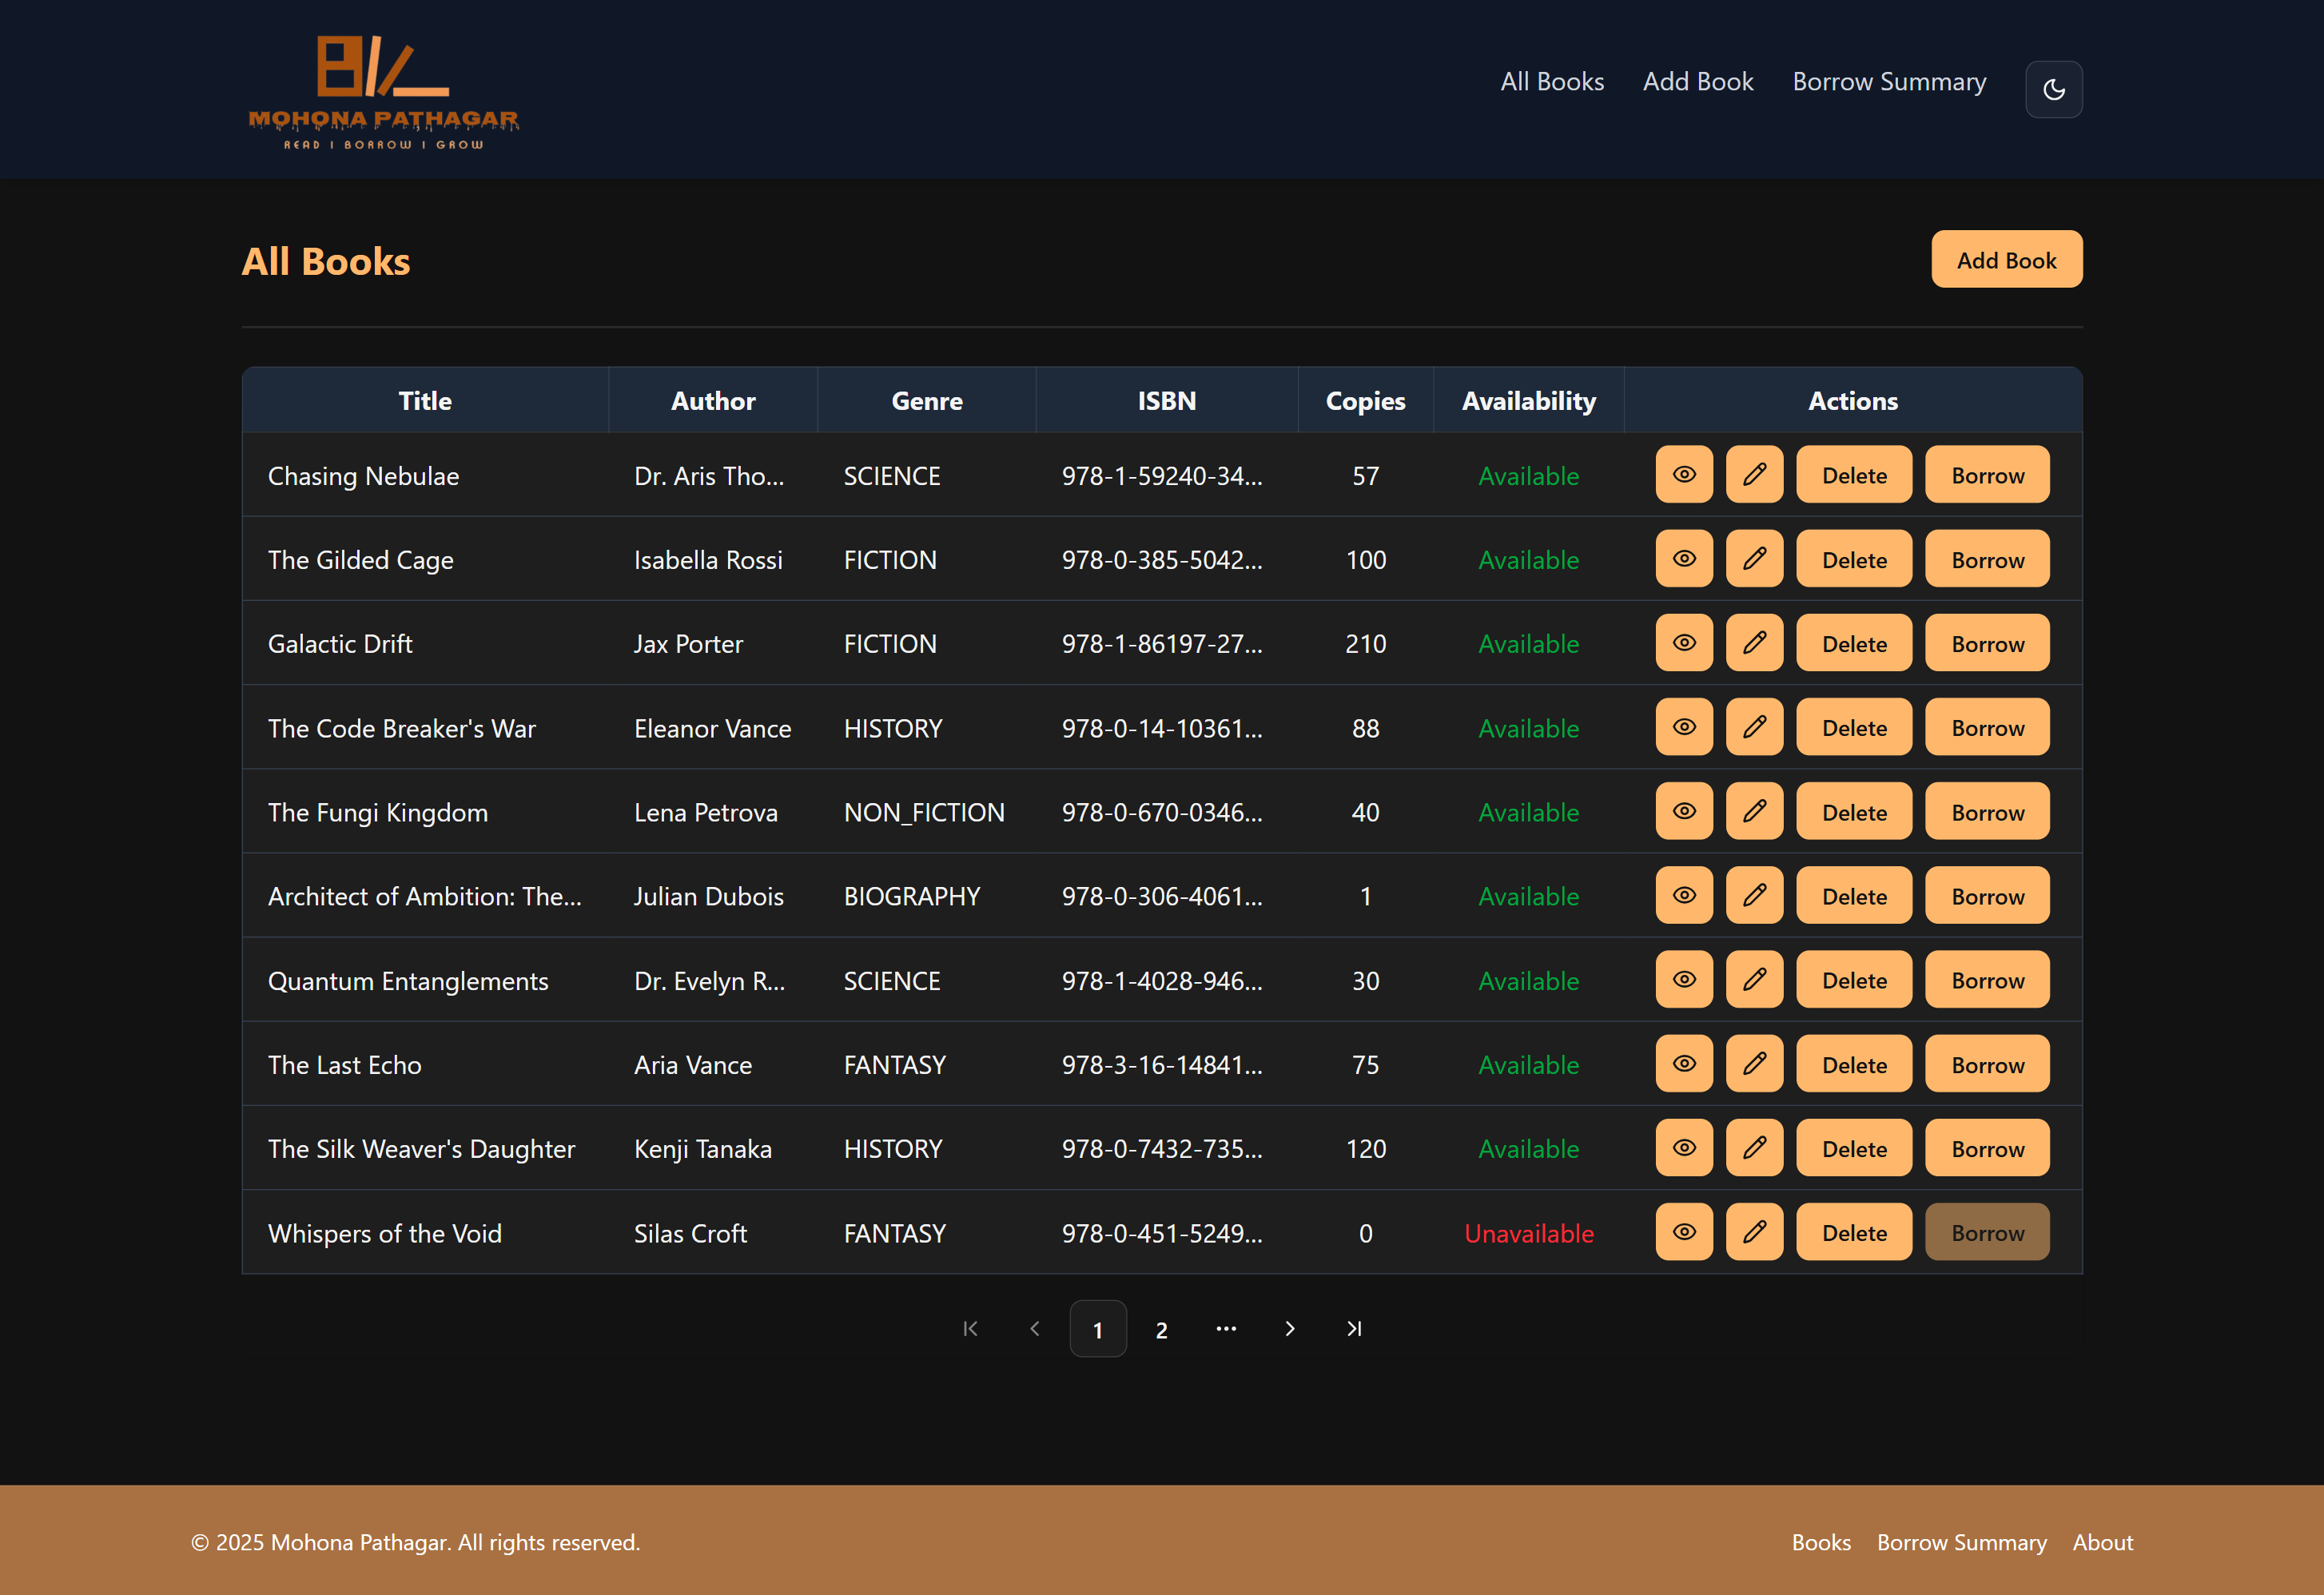 MOHONA PATHAGAR
READ | BORROW | GROW
All Books Add Book Borrow Summary
All Books
Add Book
Title Author Genre ISBN Copies Availability Actions
Chasing Nebulae Dr. Aris Tho... SCIENCE 978-1-59240-34... 57 Available Delete Borrow
The Gilded Cage Isabella Rossi FICTION 978-0-385-5042... 100 Available Delete Borrow
Galactic Drift Jax Porter FICTION 978-1-86197-27... 210 Available Delete Borrow
The Code Breaker's War Eleanor Vance HISTORY 978-0-14-10361... 88 Available Delete Borrow
The Fungi Kingdom Lena Petrova NON_FICTION 978-0-670-0346... 40 Available Delete Borrow
Architect of Ambition: The... Julian Dubois BIOGRAPHY 978-0-306-4061... 1 Available Delete Borrow
Quantum Entanglements Dr. Evelyn R... SCIENCE 978-1-4028-946... 30 Available Delete Borrow
The Last Echo Aria Vance FANTASY 978-3-16-14841... 75 Available Delete Borrow
The Silk Weaver's Daughter Kenji Tanaka HISTORY 978-0-7432-735... 120 Available Delete Borrow
Whispers of the Void Silas Croft FANTASY 978-0-451-5249... 0 Unavailable Delete Borrow
1 2 ...
© 2025 Mohona Pathagar. All rights reserved.
Books Borrow Summary About